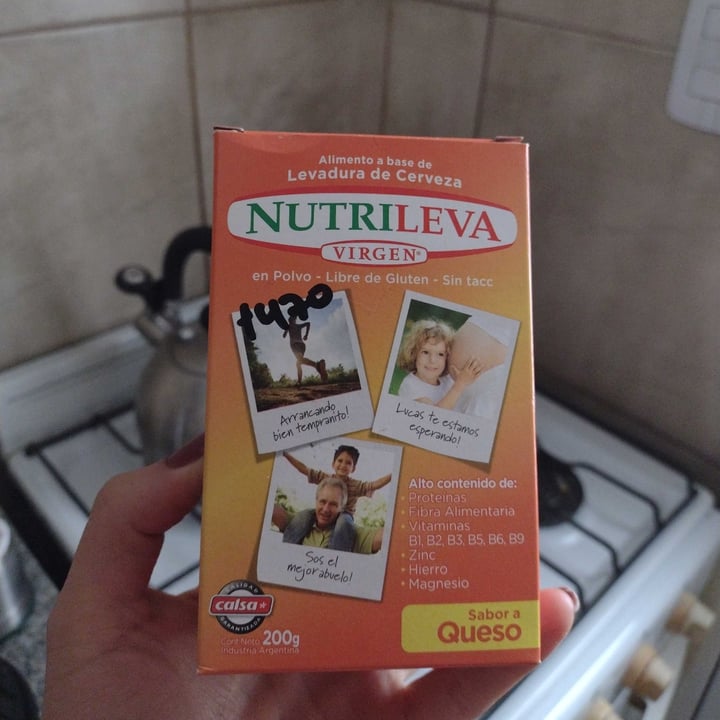 Alimento a base de
Levadura de Cerveza
NUTRILEVA
VIRGEN®
en Polvo - Libre de Gluten - Sin tacc
Arrancando
bien tempranito!
Lucas te estamos
esperando!
Sos el
mejor abuelo!
Alto contenido de:
• Proteínas
• Fibra Alimentaria
• Vitaminas
B1, B2, B3, B5, B6, B9
• Zinc
• Hierro
• Magnesio
CALIDAD
calsa
GARANTIZADA
Cont. Neto 200g
Industria Argentina
Sabor a
Queso